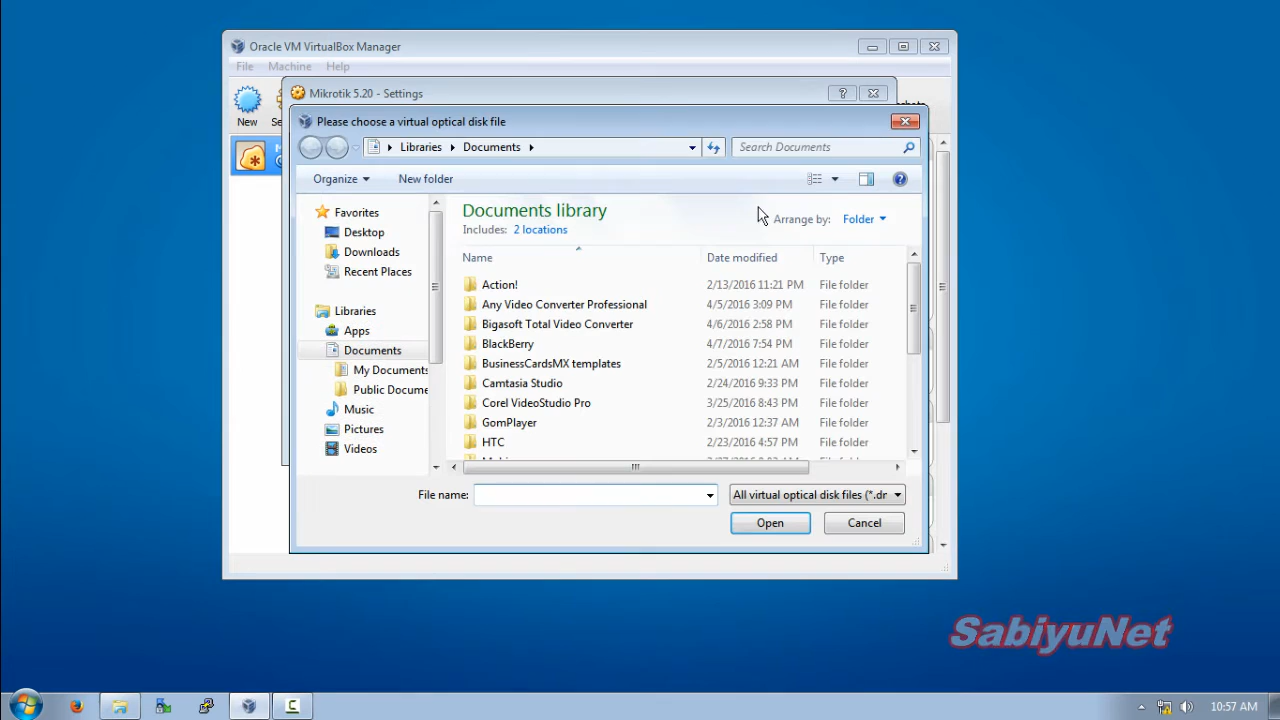 Oracle VM VirtualBox Manager
File Machine Help
New
Mikrotik 5.20 - Settings
Please choose a virtual optical disk file
Libraries Documents
Search Documents
Organize New folder
Favorites
Desktop
Downloads
Recent Places
Libraries
Apps
Documents
My Documents
Public Docume
Music
Pictures
Videos
Documents library
Includes: 2 locations
Arrange by: Folder
Name Date modified Type
Action! 2/13/2016 11:21 PM File folder
Any Video Converter Professional 4/5/2016 3:39 PM File folder
Bigasoft Total Video Converter 4/6/2016 2:58 PM File folder
BlackBerry 4/7/2016 7:54 PM File folder
BusinessCardsMX templates 2/5/2016 12:21 AM File folder
Camtasia Studio 2/24/2016 9:33 PM File folder
Corel VideoStudio Pro 3/25/2016 8:43 PM File folder
GomPlayer 2/3/2016 12:37 AM File folder
HTC 2/23/2016 4:57 PM File folder
File name:
All virtual optical disk files (*.dr
Open Cancel
SabiyuNet
10:57 AM